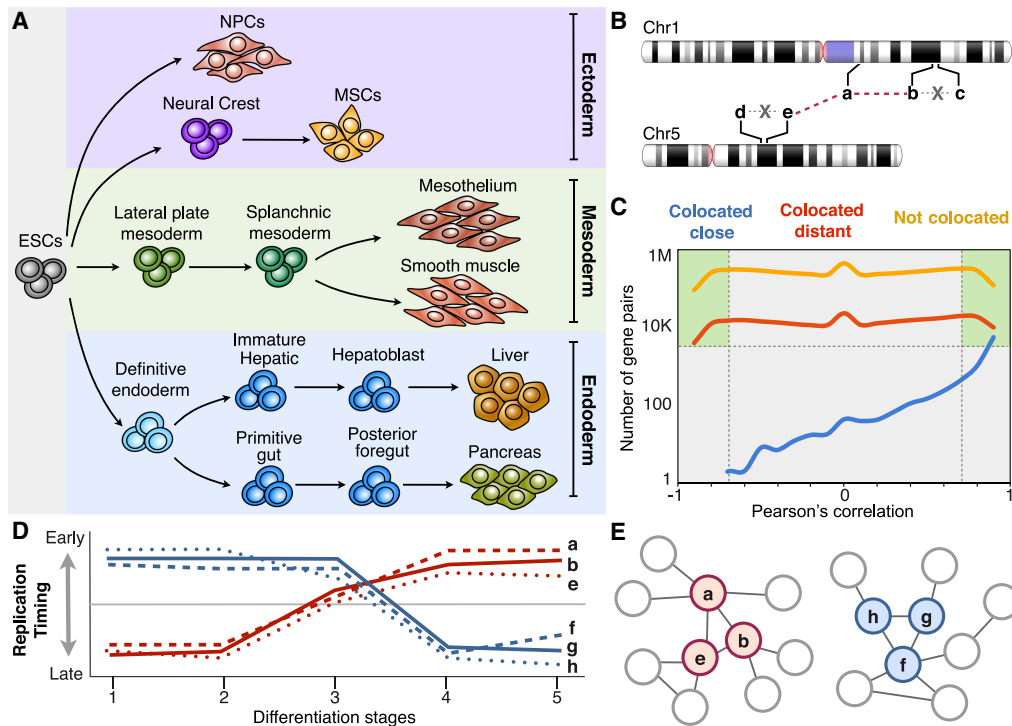 A
NPCs
Neural Crest
MSCs
Ectoderm
ESCs
Lateral plate
mesoderm
Splanchnic
mesoderm
Mesothelium
Smooth muscle
Mesoderm
Definitive
endoderm
Immature
Hepatic
Hepatoblast
Liver
Primitive
gut
Posterior
foregut
Pancreas
Endoderm
B
Chr1
a
b X c
d X e
Chr5
C
Colocated
close
Colocated
distant
Not colocated
Number of gene pairs
1M
10K
100
1
-1
0
1
Pearson's correlation
D
Early
Replication
Timing
Late
a
b
e
f
g
h
1 2 3 4 5
Differentiation stages
E
a
b
e
h
g
f